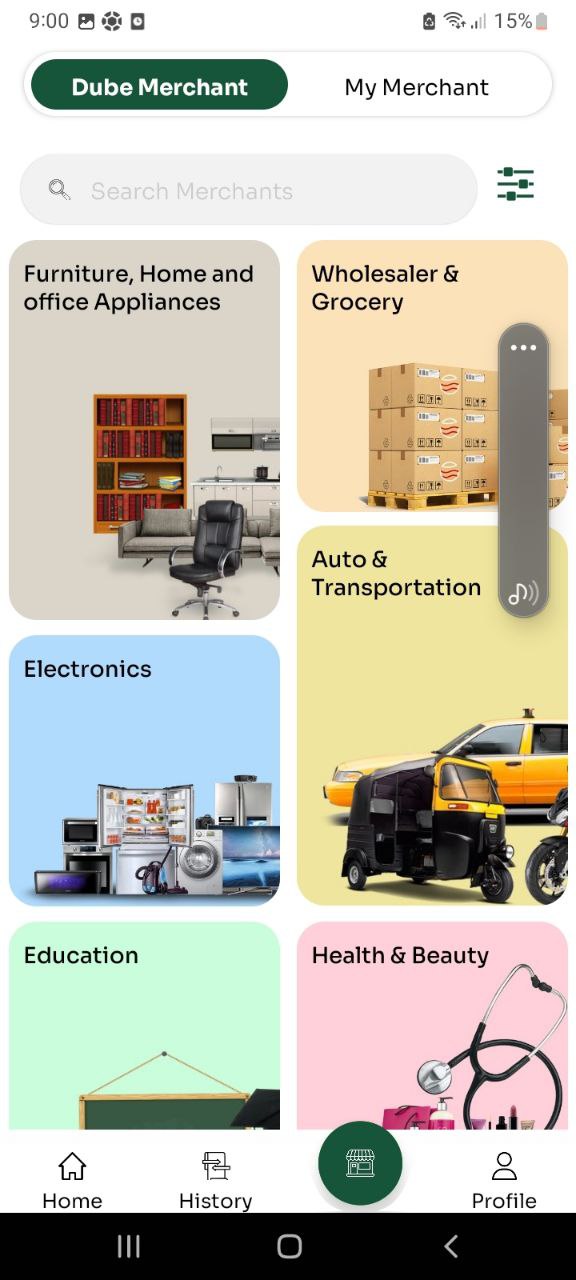 9:00
15%
Dube Merchant
My Merchant
Search Merchants
Furniture, Home and
office Appliances
Wholesaler &
Grocery
Auto &
Transportation
Electronics
Education
Health & Beauty
Home
History
Profile